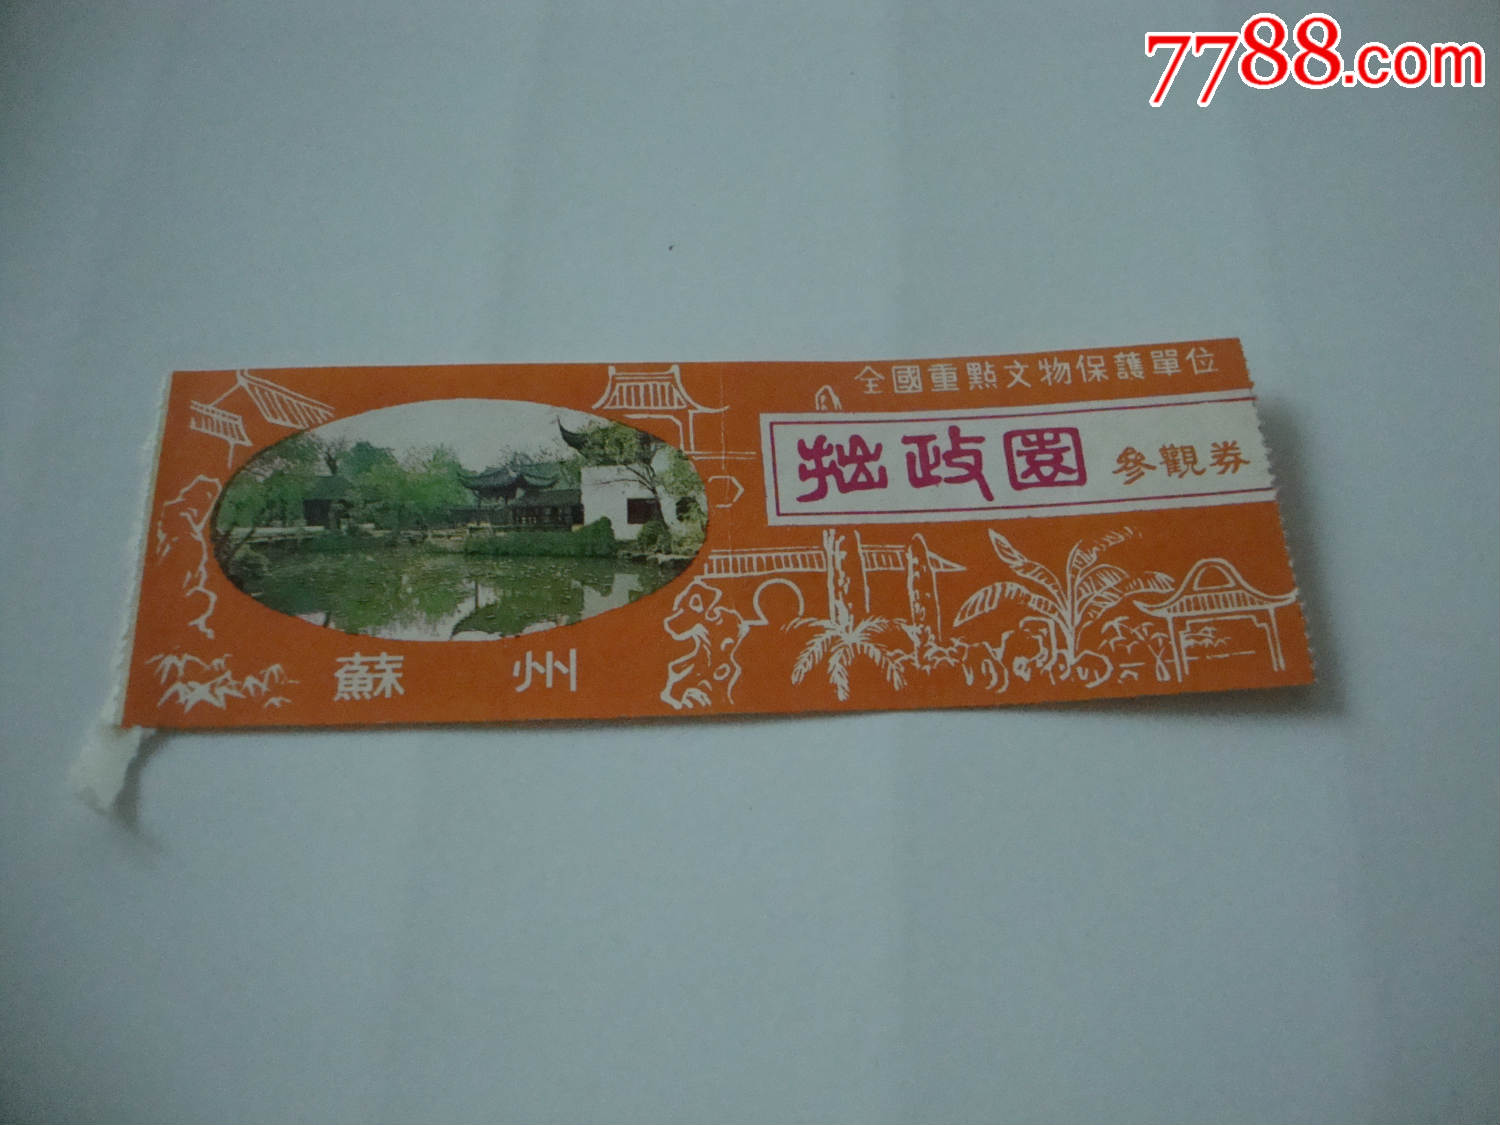 7788.com
全國重點文物保護單位
拙政園 參觀券
蘇州